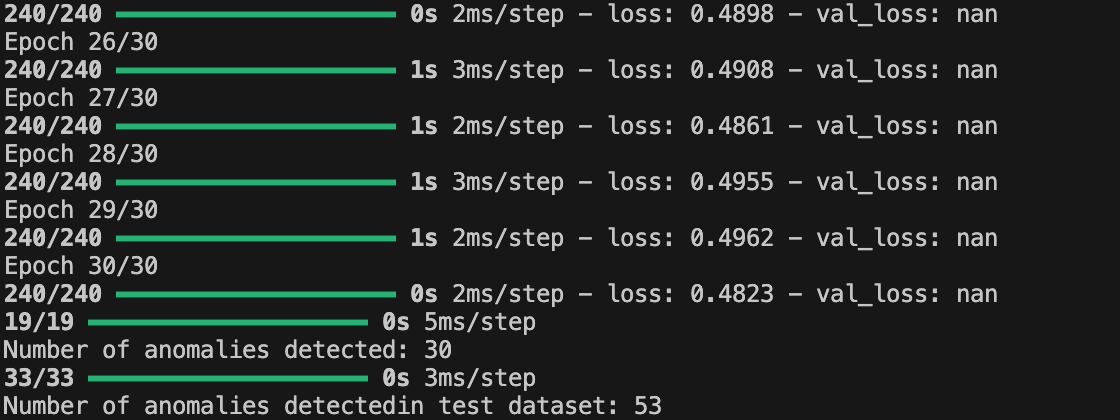 240/240 ━━━━━━━━━━━━━━━━━━━━ 0s 2ms/step – loss: 0.4898 – val_loss: nan
Epoch 26/30
240/240 ━━━━━━━━━━━━━━━━━━━━ 1s 3ms/step – loss: 0.4908 – val_loss: nan
Epoch 27/30
240/240 ━━━━━━━━━━━━━━━━━━━━ 1s 2ms/step – loss: 0.4861 – val_loss: nan
Epoch 28/30
240/240 ━━━━━━━━━━━━━━━━━━━━ 1s 3ms/step – loss: 0.4955 – val_loss: nan
Epoch 29/30
240/240 ━━━━━━━━━━━━━━━━━━━━ 1s 2ms/step – loss: 0.4962 – val_loss: nan
Epoch 30/30
240/240 ━━━━━━━━━━━━━━━━━━━━ 0s 2ms/step – loss: 0.4823 – val_loss: nan
19/19 ━━━━━━━━━━━━━━━━━━━━ 0s 5ms/step
Number of anomalies detected: 30
33/33 ━━━━━━━━━━━━━━━━━━━━ 0s 3ms/step
Number of anomalies detectedin test dataset: 53